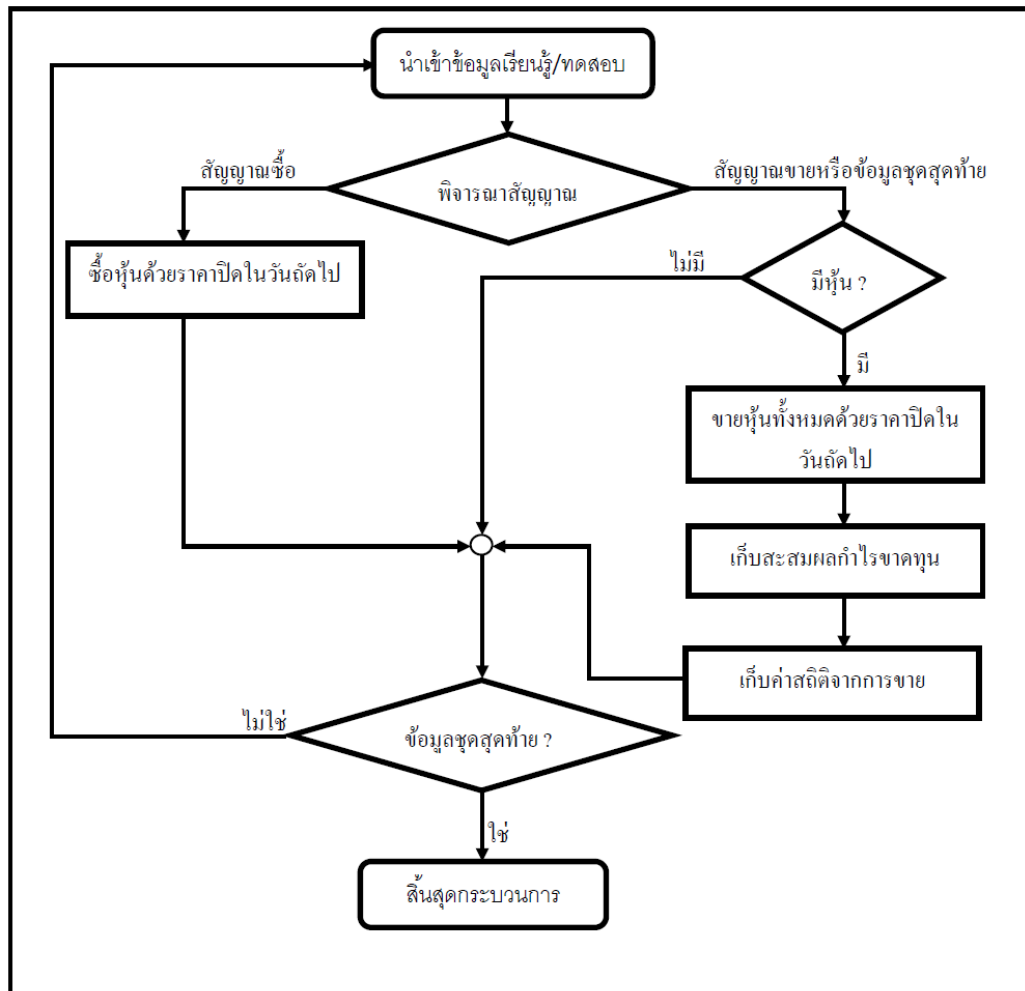 นำเข้าข้อมูลเรียนรู้/ทดสอบ
สัญญาณซื้อ
พิจารณาสัญญาณ
สัญญาณขายหรือข้อมูลชุดสุดท้าย
ซื้อหุ้นด้วยราคาปิดในวันถัดไป
ไม่มี
มีหุ้น ?
มี
ขายหุ้นทั้งหมดด้วยราคาปิดใน
วันถัดไป
เก็บสะสมผลกำไรขาดทุน
เก็บค่าสถิติจากการขาย
ไม่ใช่
ข้อมูลชุดสุดท้าย ?
ใช่
สิ้นสุดกระบวนการ